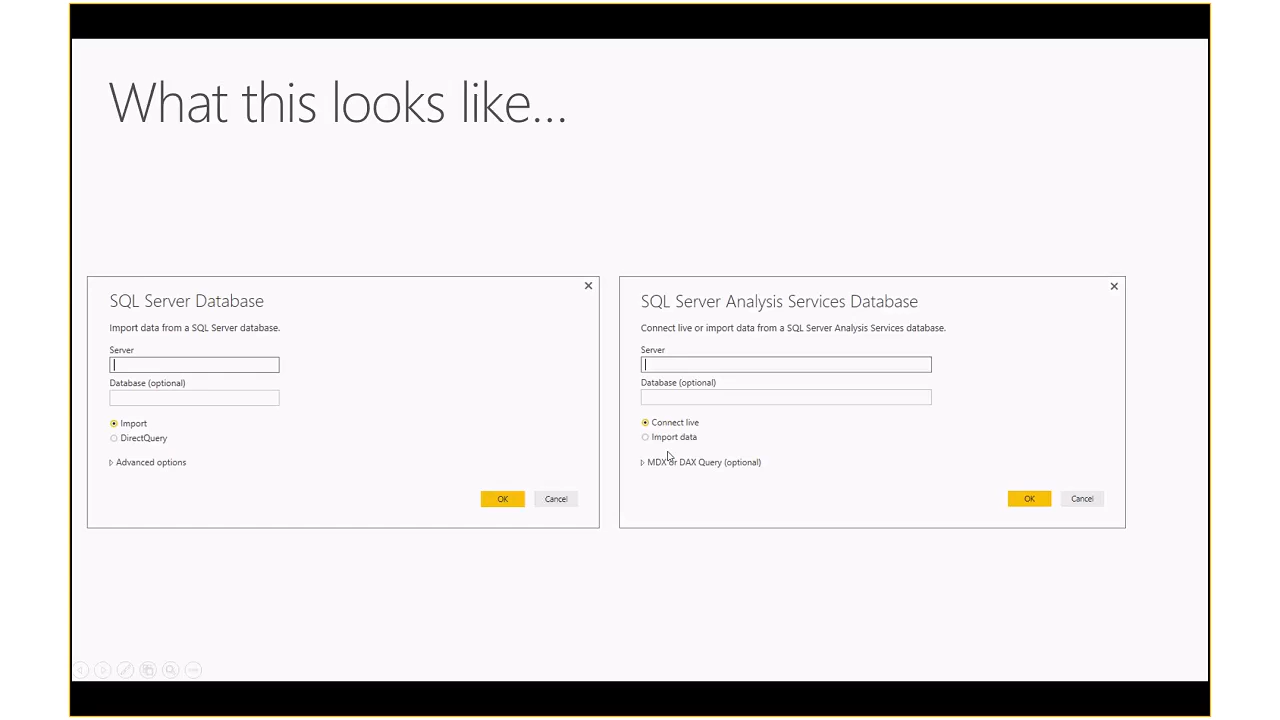 What this looks like...
SQL Server Database
Import data from a SQL Server database.
Server
Database (optional)
Import
DirectQuery
Advanced options
OK
Cancel
SQL Server Analysis Services Database
Connect live or import data from a SQL Server Analysis Services database.
Server
Database (optional)
Connect live
Import data
MDX or DAX Query (optional)
OK
Cancel